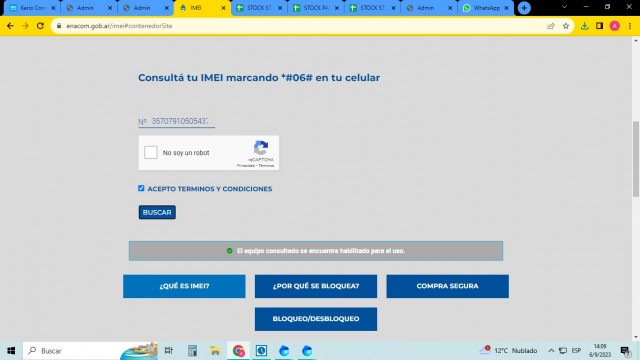 Kerio Con
Admin
Admin
IMEI
STOCK ST
STOCK PA
STOCK ST
Admin
WhatsApp
enacom.gob.ar/imei#contenedorSite
A
Consultá tu IMEI marcando *#06# en tu celular
Nº 357079105054
No soy un robot
reCAPTCHA
Privacidad - Términos
ACEPTO TERMINOS Y CONDICIONES
BUSCAR
El equipo consultado se encuentra habilitado para el uso.
¿QUÉ ES IMEI?
¿POR QUÉ SE BLOQUEA?
COMPRA SEGURA
BLOQUEO/DESBLOQUEO
Buscar
12°C Nublado
ESP
14:09
6/9/2023